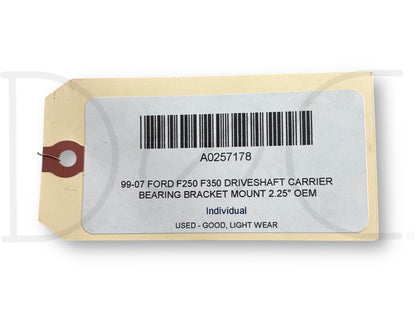 A0257178
99-07 FORD F250 F350 DRIVESHAFT CARRIER
BEARING BRACKET MOUNT 2.25" OEM
Individual
USED - GOOD, LIGHT WEAR